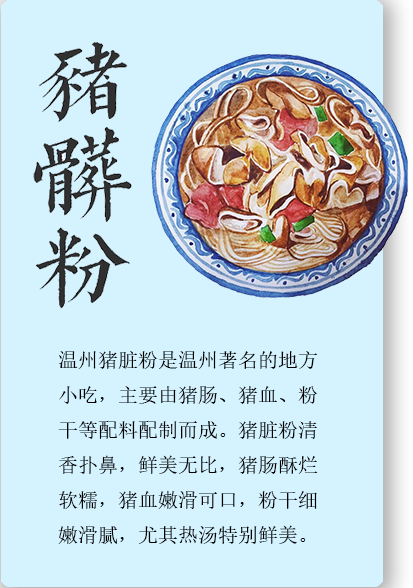 豬髒粉
温州猪脏粉是温州著名的地方
小吃，主要由猪肠、猪血、粉
干等配料配制而成。猪脏粉清
香扑鼻，鲜美无比，猪肠酥烂
软糯，猪血嫩滑可口，粉干细
嫩滑腻，尤其热汤特别鲜美。